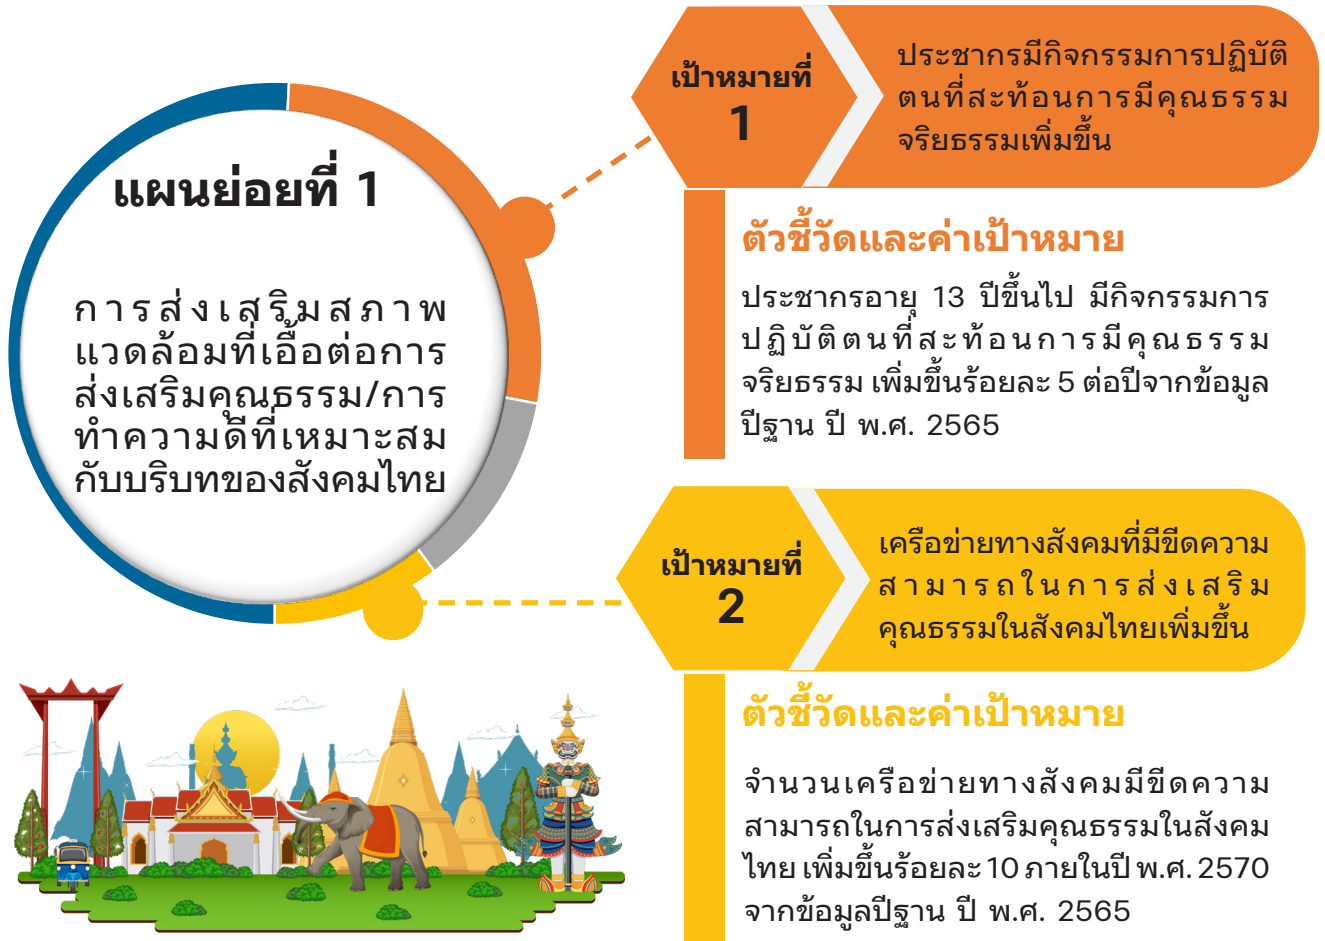 แผนย่อยที่ 1
การส่งเสริมสภาพ
แวดล้อมที่เอื้อต่อการ
ส่งเสริมคุณธรรม/การ
ทำความดีที่เหมาะสม
กับบริบทของสังคมไทย
เป้าหมายที่
1
ประชากรมีกิจกรรมการปฏิบัติ
ตนที่สะท้อนการมีคุณธรรม
จริยธรรมเพิ่มขึ้น
ตัวชี้วัดและค่าเป้าหมาย
ประชากรอายุ 13 ปีขึ้นไป มีกิจกรรมการ
ปฏิบัติตนที่สะท้อนการมีคุณธรรม
จริยธรรม เพิ่มขึ้นร้อยละ 5 ต่อปีจากข้อมูล
ปีฐาน ปี พ.ศ. 2565
เป้าหมายที่
2
เครือข่ายทางสังคมที่มีขีดความ
สามารถในการส่งเสริม
คุณธรรมในสังคมไทยเพิ่มขึ้น
ตัวชี้วัดและค่าเป้าหมาย
จำนวนเครือข่ายทางสังคมมีขีดความ
สามารถในการส่งเสริมคุณธรรมในสังคม
ไทย เพิ่มขึ้นร้อยละ 10 ภายในปี พ.ศ. 2570
จากข้อมูลปีฐาน ปี พ.ศ. 2565